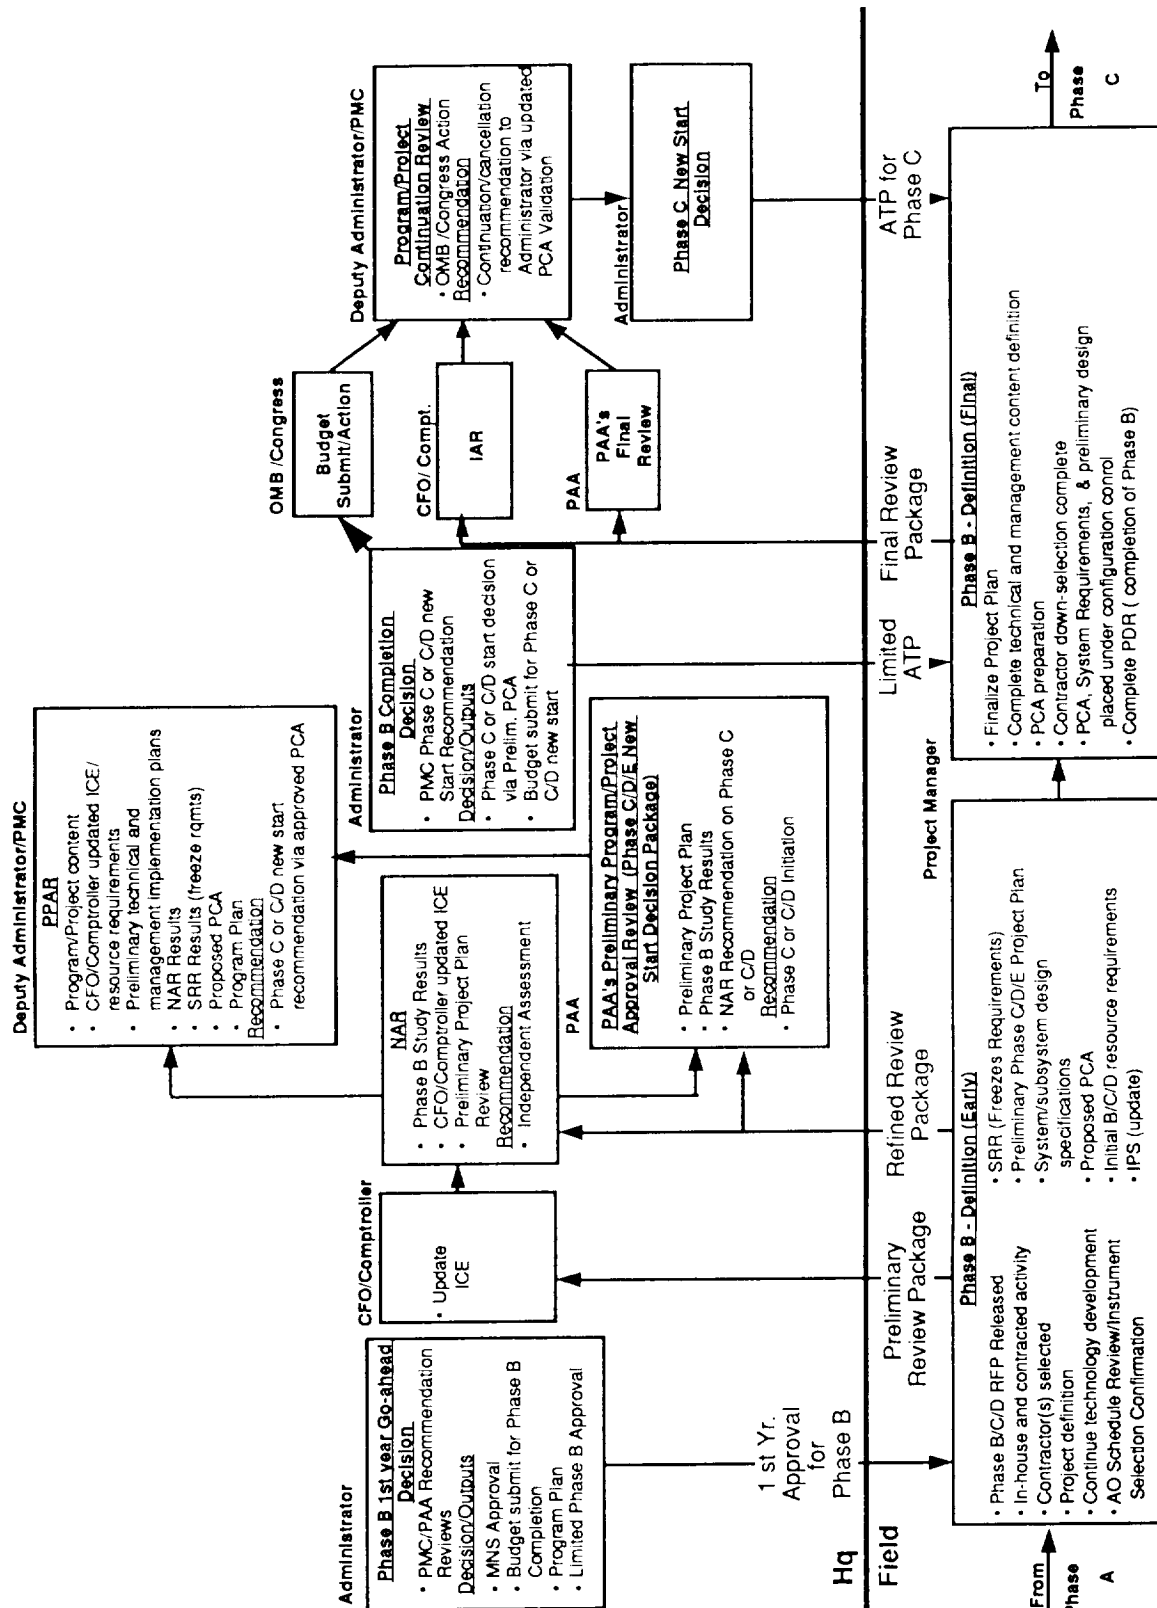 Deputy Administrator/PMC
PPAR
• Program/Project content
• CFO/Comptroller updated ICE/
resource requirements
• Preliminary technical and
management implementation plans
• NAR Results
• SRR Results (freeze rqmts)
• Proposed PCA
• Program Plan
Recommendation
• Phase C or C/D new start
recommendation via approved PCA
Administrator
Phase B 1st year Go-ahead
Decision
• PMC/PAA Recommendation
Reviews
Decision/Outputs
• MNS Approval
• Budget submit for Phase B
Completion
• Program Plan
• Limited Phase B Approval
CFO/Comptroller
• Update
ICE
NAR
• Phase B Study Results
• CFO/Comptroller updated ICE
• Preliminary Project Plan
Review
Recommendation
• Independent Assessment
PAA
PAA's Preliminary Program/Project
Approval Review (Phase C/D/E New
Start Decision Package)
• Preliminary Project Plan
• Phase B Study Results
• NAR Recommendation on Phase C
or C/D
Recommendation
• Phase C or C/D Initiation
Administrator
Phase B Completion
Decision
• PMC Phase C or C/D new
Start Recommendation
Decision/Outputs
• Phase C or C/D start decision
via Prelim. PCA
• Budget submit for Phase C or
C/D new start
OMB /Congress
Budget
Submit/Action
CFO/ Compt.
IAR
PAA
PAA's
Final
Review
Deputy Administrator/PMC
Program/Project
Continuation Review
• OMB /Congress Action
Recommendation
• Continuation/cancellation
recommendation to
Administrator via updated
PCA Validation
Administrator
Phase C New Start
Decision
Hq
Field
1 st Yr.
Approval
for
Phase B
Preliminary
Review Package
Refined Review
Package
Limited
ATP
Final Review
Package
ATP for
Phase C
Project Manager
From
Phase
A
Phase B - Definition (Early)
• Phase B/C/D RFP Released
• In-house and contracted activity
• Contractor(s) selected
• Project definition
• Continue technology development
• AO Schedule Review/Instrument
Selection Confirmation
• SRR (Freezes Requirements)
• Preliminary Phase C/D/E Project Plan
• System/subsystem design
specifications
• Proposed PCA
• Initial B/C/D resource requirements
• IPS (update)
Phase B - Definition (Final)
• Finalize Project Plan
• Complete technical and management content definition
• PCA preparation
• Contractor down-selection complete
• PCA, System Requirements, & preliminary design
placed under configuration conrol
• Complete PDR ( completion of Phase B)
To
Phase
C